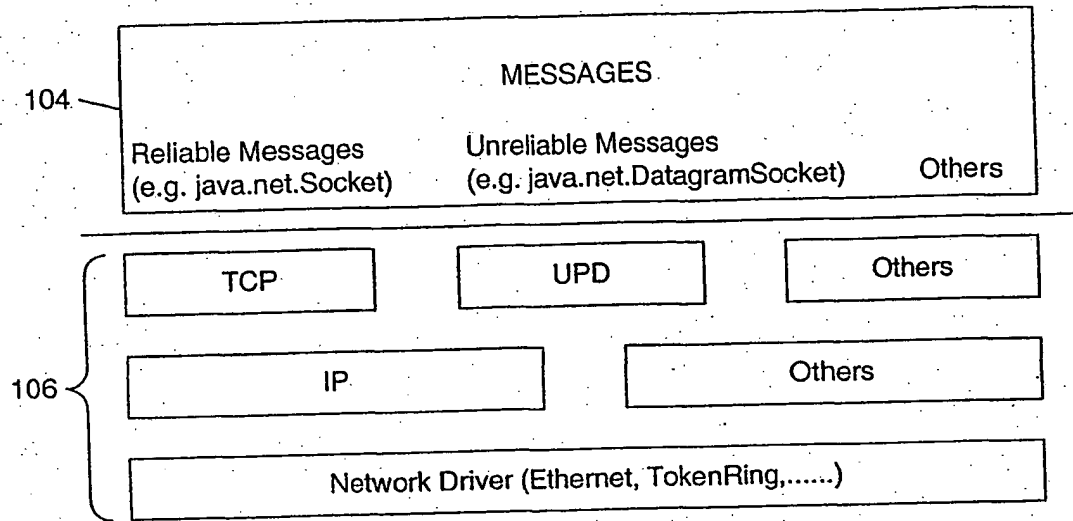 MESSAGES
104
Reliable Messages
(e.g. java.net.Socket)
Unreliable Messages
(e.g. java.net.DatagramSocket)
Others
TCP
UPD
Others
106
IP
Others
Network Driver (Ethernet, TokenRing,......)